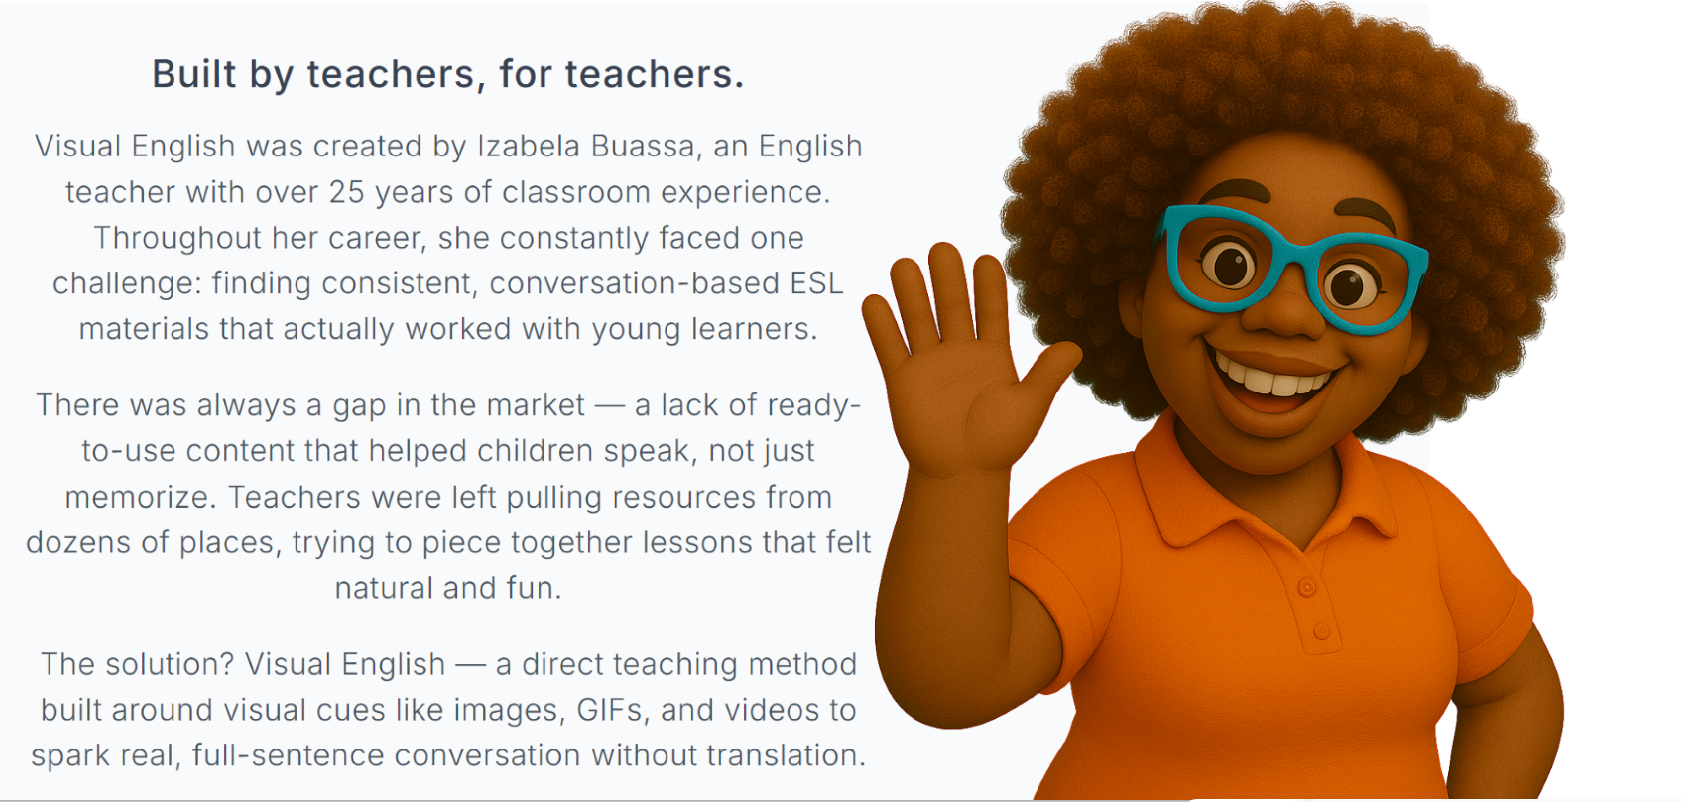 Built by teachers, for teachers.
Visual English was created by Izabela Buassa, an English
teacher with over 25 years of classroom experience.
Throughout her career, she constantly faced one
challenge: finding consistent, conversation-based ESL
materials that actually worked with young learners.
There was always a gap in the market — a lack of ready-
to-use content that helped children speak, not just
memorize. Teachers were left pulling resources from
dozens of places, trying to piece together lessons that felt
natural and fun.
The solution? Visual English — a direct teaching method
built around visual cues like images, GIFs, and videos to
spark real, full-sentence conversation without translation.